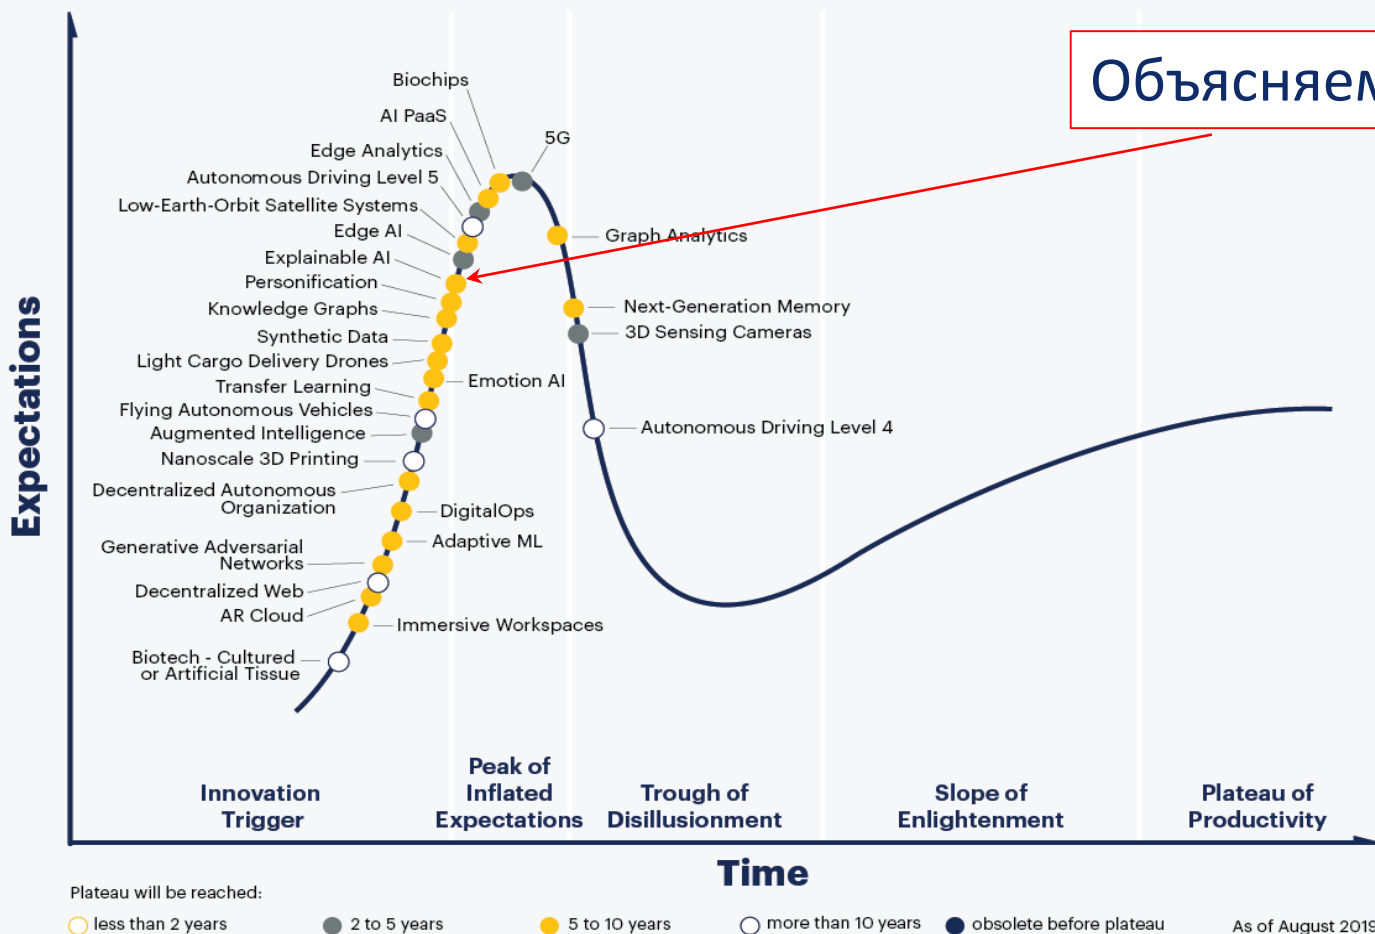 Объясняем
Biochips
AI PaaS
5G
Edge Analytics
Autonomous Driving Level 5
Low-Earth-Orbit Satellite Systems
Edge AI
Graph Analytics
Explainable AI
Personification
Knowledge Graphs
Next-Generation Memory
Synthetic Data
3D Sensing Cameras
Light Cargo Delivery Drones
Transfer Learning
Emotion AI
Flying Autonomous Vehicles
Augmented Intelligence
Autonomous Driving Level 4
Nanoscale 3D Printing
Decentralized Autonomous
Organization
DigitalOps
Generative Adversarial
Networks
Adaptive ML
Decentralized Web
AR Cloud
Immersive Workspaces
Biotech - Cultured
or Artificial Tissue
Expectations
Innovation
Trigger
Peak of
Inflated
Expectations
Trough of
Disillusionment
Slope of
Enlightenment
Plateau of
Productivity
Time
Plateau will be reached:
less than 2 years
2 to 5 years
5 to 10 years
more than 10 years
obsolete before plateau
As of August 2019